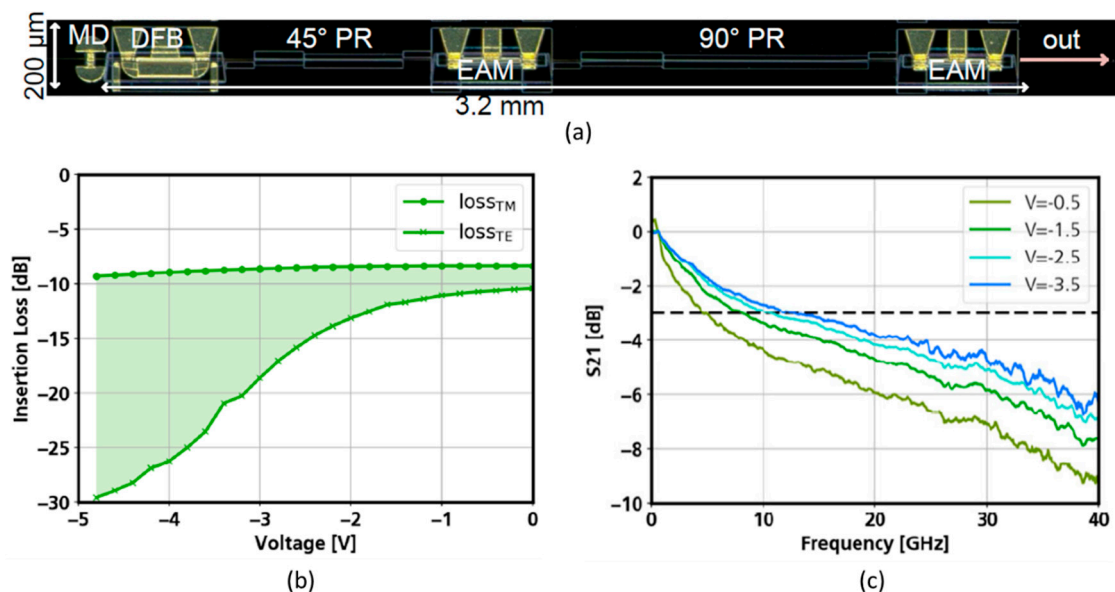 MD DFB 45° PR EAM 90° PR EAM out
200 μm
3.2 mm
(a)
0
−5
−10
−15
−20
−25
−30
Insertion Loss [dB]
lossTM
lossTE
−5 −4 −3 −2 −1 0
Voltage [V]
(b)
2
0
−2
−4
−6
−8
−10
S21 [dB]
V=-0.5
V=-1.5
V=-2.5
V=-3.5
0 10 20 30 40
Frequency [GHz]
(c)